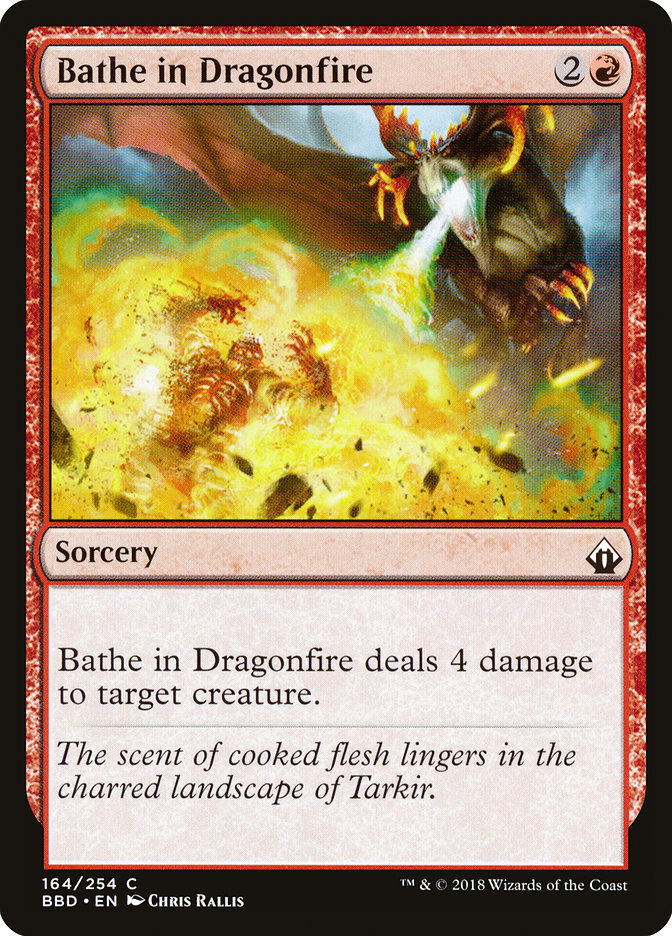 Bathe in Dragonfire 2
Sorcery
Bathe in Dragonfire deals 4 damage
to target creature.
The scent of cooked flesh lingers in the
charred landscape of Tarkir.
164/254 C ™ & © 2018 Wizards of the Coast
BBD • EN Chris Rallis